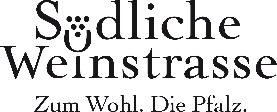 Südliche
Weinstrasse
Zum Wohl. Die Pfalz.